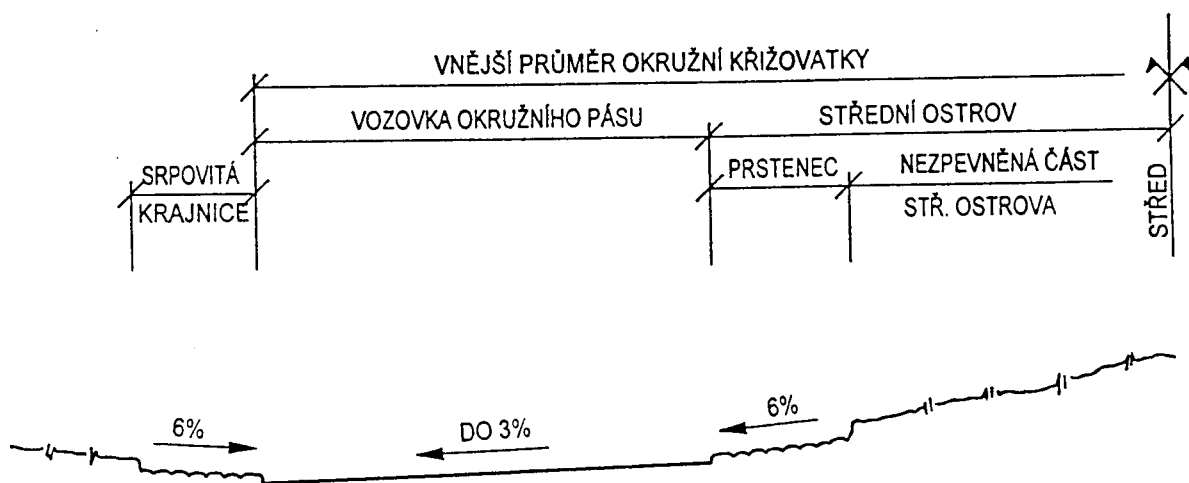 VNĚJŠÍ PRŮMĚR OKRUŽNÍ KŘIŽOVATKY
VOZOVKA OKRUŽNÍHO PÁSU
STŘEDNÍ OSTROV
SRPOVITÁ
KRAJNICE
PRSTENEC
NEZPEVNĚNÁ ČÁST
STŘ. OSTROVA
STŘED
6%
DO 3%
6%